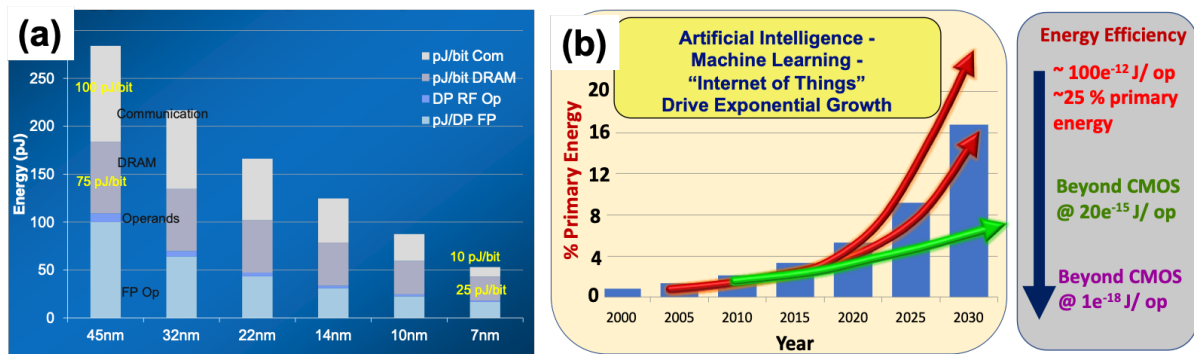 (a)
pJ/bit Com
pJ/bit DRAM
DP RF Op
pJ/DP FP
Energy (pJ)
250
200
150
100
50
0
100 pJ/bit
Communication
DRAM
75 pJ/bit
Operands
FP Op
10 pJ/bit
25 pJ/bit
45nm 32nm 22nm 14nm 10nm 7nm
(b)
Artificial Intelligence -
Machine Learning -
“Internet of Things”
Drive Exponential Growth
% Primary Energy
20
16
12
8
4
0
2000 2005 2010 2015 2020 2025 2030
Year
Energy Efficiency
~ 100e⁻¹² J/ op
~25 % primary
energy
Beyond CMOS
@ 20e⁻¹⁵ J/ op
Beyond CMOS
@ 1e⁻¹⁸ J/ op